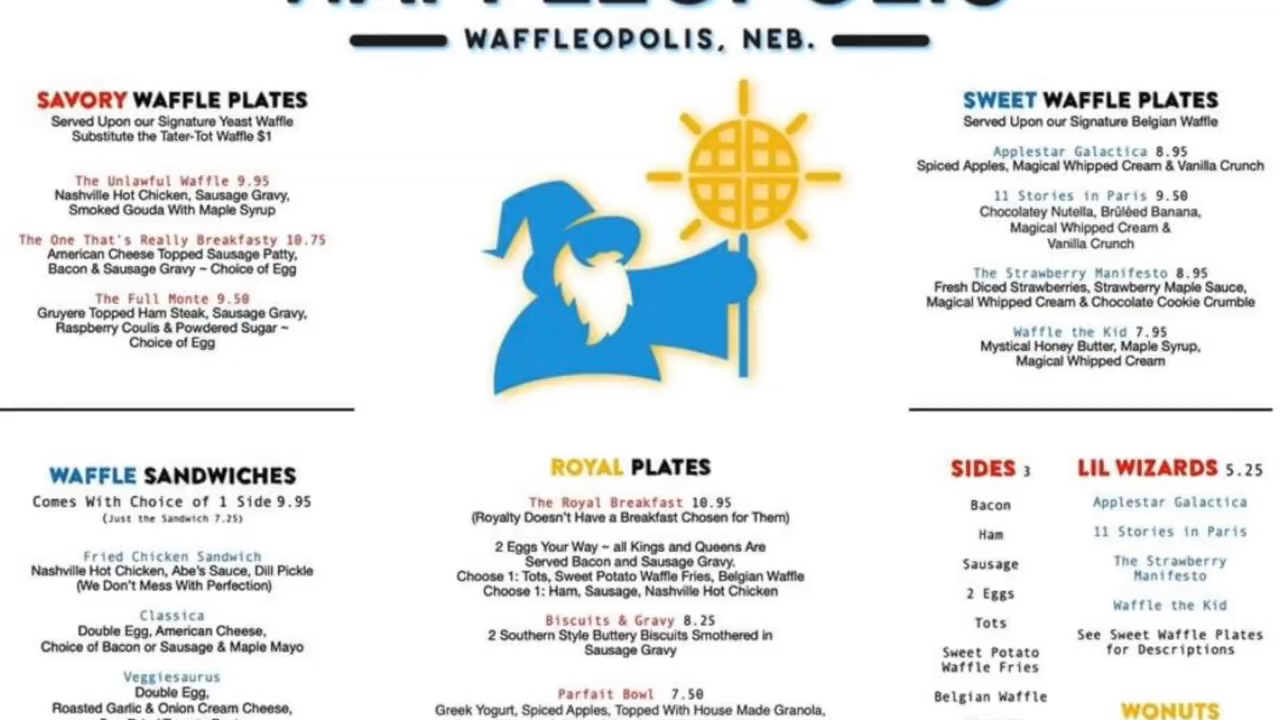 WAFFLEOPOLIS, NEB.
SAVORY WAFFLE PLATES
Served Upon our Signature Yeast Waffle
Substitute the Tater-Tot Waffle $1
The Unlawful Waffle 9.95
Nashville Hot Chicken, Sausage Gravy,
Smoked Gouda With Maple Syrup
The One That's Really Breakfasty 10.75
American Cheese Topped Sausage Patty,
Bacon & Sausage Gravy ~ Choice of Egg
The Full Monte 9.50
Gruyere Topped Ham Steak, Sausage Gravy,
Raspberry Coulis & Powdered Sugar ~
Choice of Egg
SWEET WAFFLE PLATES
Served Upon our Signature Belgian Waffle
Applestar Galactica 8.95
Spiced Apples, Magical Whipped Cream & Vanilla Crunch
11 Stories in Paris 9.50
Chocolatey Nutella, Brûlèed Banana,
Magical Whipped Cream &
Vanilla Crunch
The Strawberry Manifesto 8.95
Fresh Diced Strawberries, Strawberry Maple Sauce,
Magical Whipped Cream & Chocolate Cookie Crumble
Waffle the Kid 7.95
Mystical Honey Butter, Maple Syrup,
Magical Whipped Cream
WAFFLE SANDWICHES
Comes With Choice of 1 Side 9.95
(Just the Sandwich 7.25)
Fried Chicken Sandwich
Nashville Hot Chicken, Abe's Sauce, Dill Pickle
(We Don't Mess With Perfection)
Classica
Double Egg, American Cheese,
Choice of Bacon or Sausage & Maple Mayo
Veggiesaurus
Double Egg,
Roasted Garlic & Onion Cream Cheese,
ROYAL PLATES
The Royal Breakfast 10.95
(Royalty Doesn't Have a Breakfast Chosen for Them)
2 Eggs Your Way ~ all Kings and Queens Are
Served Bacon and Sausage Gravy.
Choose 1: Tots, Sweet Potato Waffle Fries, Belgian Waffle
Choose 1: Ham, Sausage, Nashville Hot Chicken
Biscuits & Gravy 8.25
2 Southern Style Buttery Biscuits Smothered in
Sausage Gravy
Parfait Bowl 7.50
Greek Yogurt, Spiced Apples, Topped With House Made Granola,
SIDES 3
Bacon
Ham
Sausage
2 Eggs
Tots
Sweet Potato
Waffle Fries
Belgian Waffle
LIL WIZARDS 5.25
Applestar Galactica
11 Stories in Paris
The Strawberry
Manifesto
Waffle the Kid
See Sweet Waffle Plates
for Descriptions
WONUTS